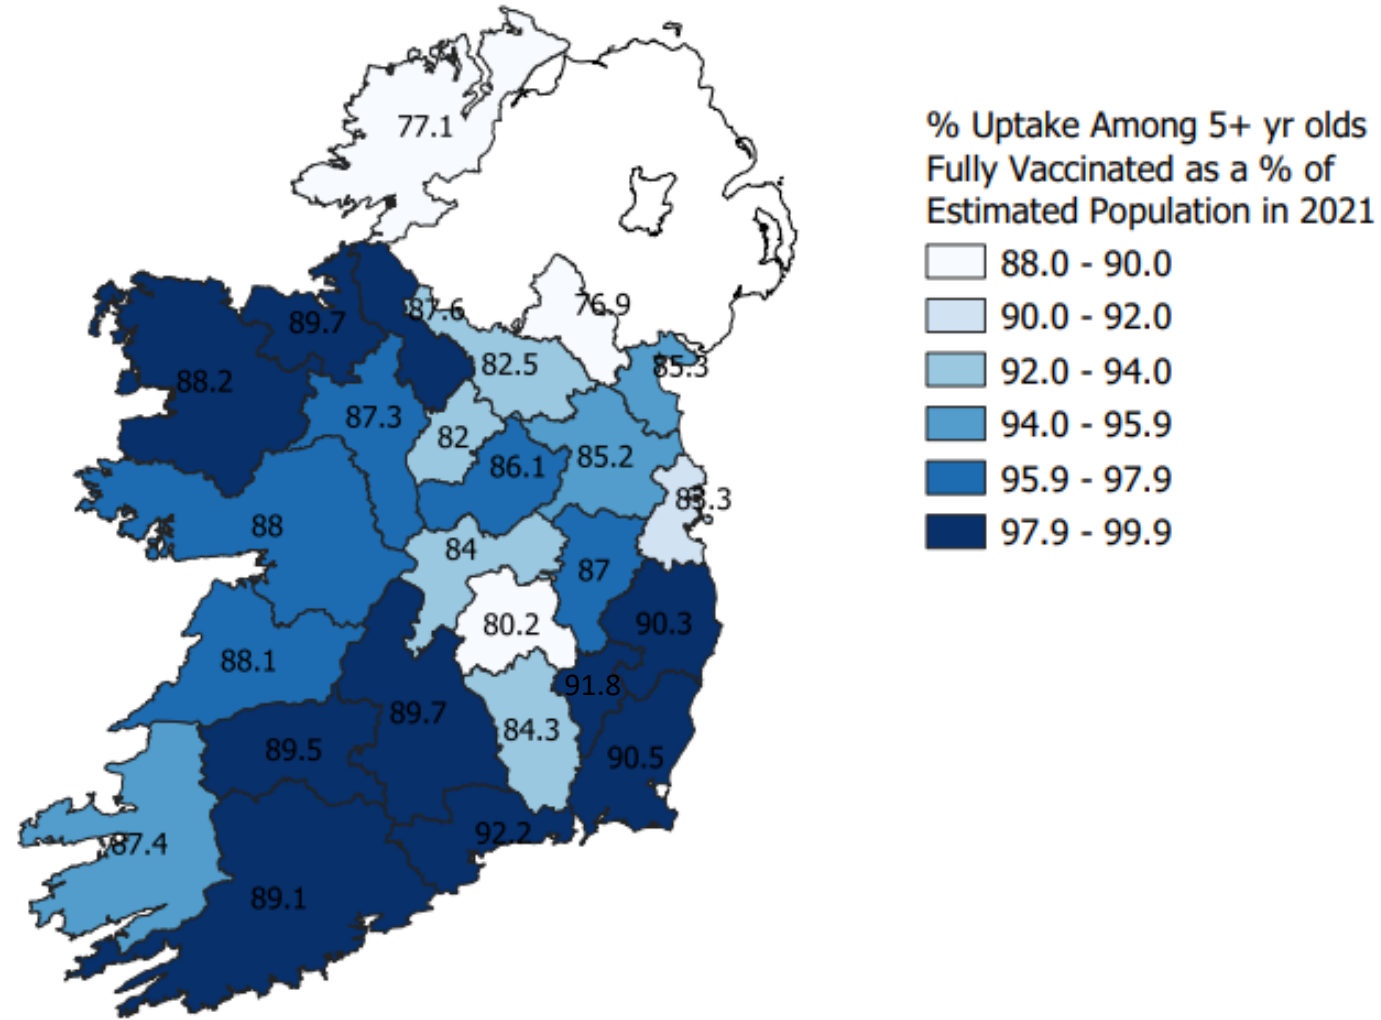 % Uptake Among 5+ yr olds
Fully Vaccinated as a % of
Estimated Population in 2021
88.0 - 90.0
90.0 - 92.0
92.0 - 94.0
94.0 - 95.9
95.9 - 97.9
97.9 - 99.9
77.1
76.9
87.6
89.7
82.5
85.3
88.2
87.3
82
86.1
85.2
83.3
88
84
87
80.2
90.3
88.1
91.8
89.7
84.3
89.5
90.5
92.2
87.4
89.1